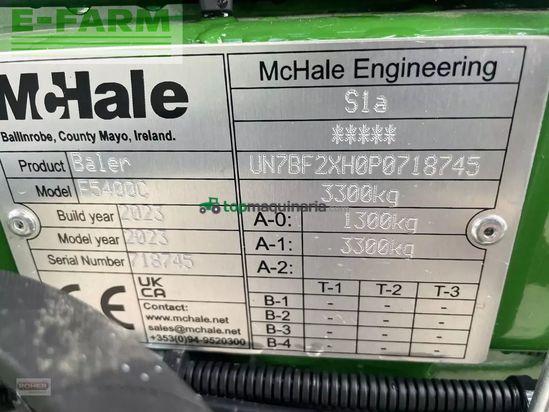 E-FARM
McHale
Ballinrobe, County Mayo, Ireland.
Product Baler
Model F5400C
Build year 2023
Model year 2023
Serial Number 718745
CE
UK
CA
Contact:
www.mchale.net
sales@mchale.net
+353(0)94-9520300
McHale Engineering
S1a
*****
UN7BF2XH0P0718745
3300kg
A-0: 1300kg
A-1: 3300kg
A-2:
T-1 T-2 T-3
B-1
B-2
B-3
B-4
topmaquinaria.com